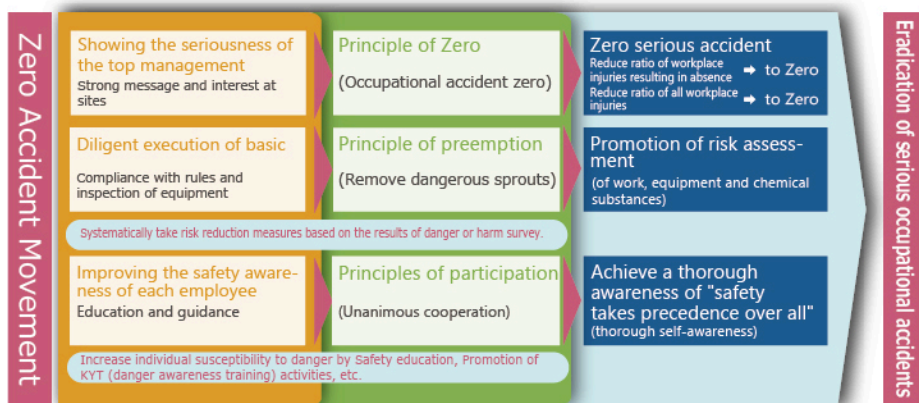 Zero Accident Movement
Showing the seriousness of
the top management
Strong message and interest at
sites
Principle of Zero
(Occupational accident zero)
Zero serious accident
Reduce ratio of workplace
injuries resulting in absence ➡ to Zero
Reduce ratio of all workplace
injuries ➡ to Zero
Diligent execution of basic
Compliance with rules and
inspection of equipment
Principle of preemption
(Remove dangerous sprouts)
Promotion of risk assess-
ment
(of work, equipment and chemical
substances)
Systematically take risk reduction measures based on the results of danger or harm survey.
Improving the safety aware-
ness of each employee
Education and guidance
Principles of participation
(Unanimous cooperation)
Achieve a thorough
awareness of "safety
takes precedence over all"
(thorough self-awareness)
Increase individual susceptibility to danger by Safety education, Promotion of
KYT (danger awareness training) activities, etc.
Eradication of serious occupational accidents